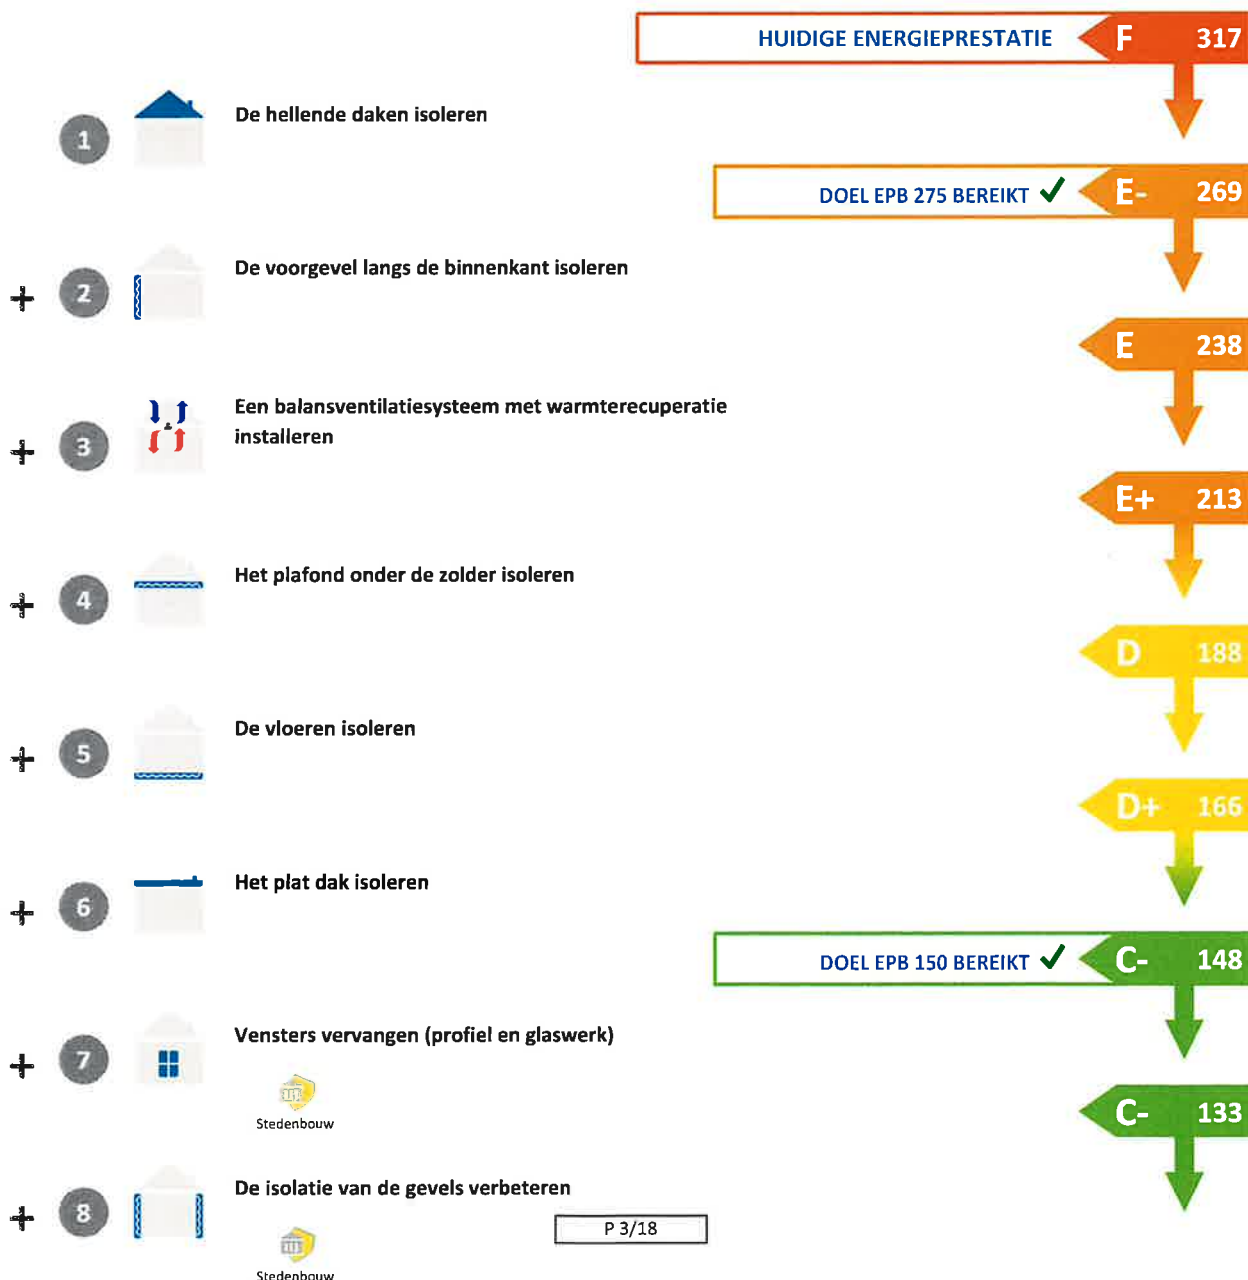 HUIDIGE ENERGIEPRESTATIE F 317
1 De hellende daken isoleren
DOEL EPB 275 BEREIKT E- 269
+ 2 De voorgevel langs de binnenkant isoleren
E 238
+ 3 Een balansventilatiesysteem met warmterecuperatie
installeren
E+ 213
+ 4 Het plafond onder de zolder isoleren
D 188
+ 5 De vloeren isoleren
D+ 166
+ 6 Het plat dak isoleren
DOEL EPB 150 BEREIKT C- 148
+ 7 Vensters vervangen (profiel en glaswerk)
Stedenbouw
C- 133
+ 8 De isolatie van de gevels verbeteren
P 3/18
Stedenbouw